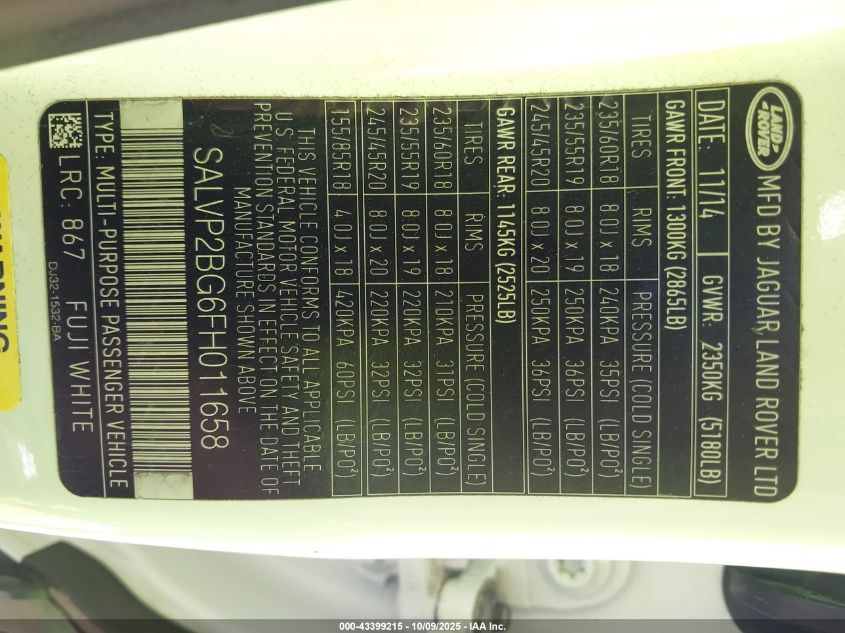 LAND-
ROVER
MFD BY JAGUAR LAND ROVER LTD
DATE: 11/14 GVWR: 2350KG (5180LB)
GAWR FRONT: 1300KG (2865LB)
TIRES RIMS PRESSURE (COLD SINGLE)
235/60R18 8.0J x 18 240KPA 35PSI (LB/PO²)
235/55R19 8.0J x 19 250KPA 36PSI (LB/PO²)
245/45R20 8.0J x 20 250KPA 36PSI (LB/PO²)
GAWR REAR: 1145KG (2525LB)
TIRES RIMS PRESSURE (COLD SINGLE)
235/60R18 8.0J x 18 210KPA 31PSI (LB/PO²)
235/55R19 8.0J x 19 220KPA 32PSI (LB/PO²)
245/45R20 8.0J x 20 220KPA 32PSI (LB/PO²)
155/85R18 4.0J x 18 420KPA 60PSI (LB/PO²)
THIS VEHICLE CONFORMS TO ALL APPLICABLE
U.S FEDERAL MOTOR VEHICLE SAFETY AND THEFT
PREVENTION STANDARDS IN EFFECT ON THE DATE OF
MANUFACTURE SHOWN ABOVE
SALVP2BG6FH011658
TYPE: MULTI-PURPOSE PASSENGER VEHICLE
LRC: 867 FUJI WHITE
DJ32-1532-BA
WARNING
000-43399215 - 10/09/2025 - IAA Inc.